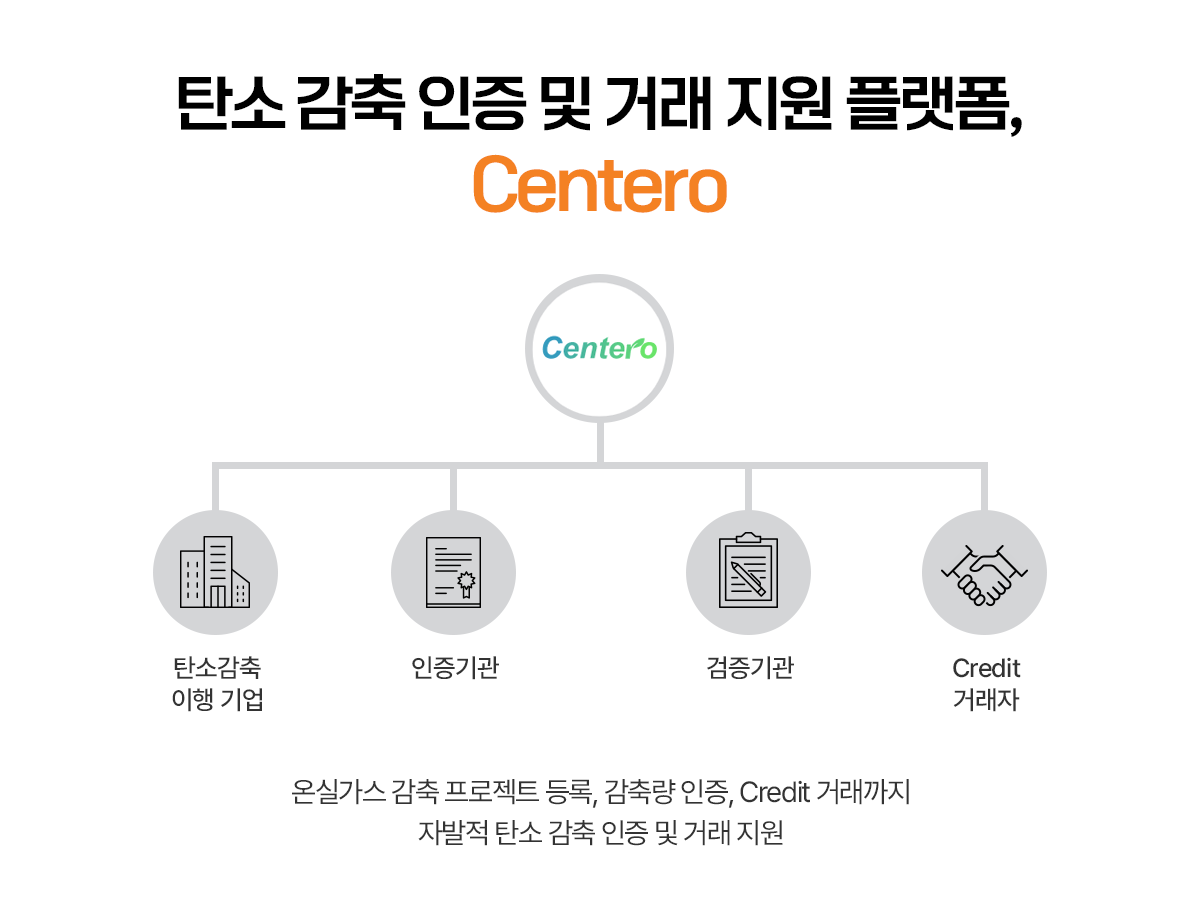 탄소 감축 인증 및 거래 지원 플랫폼,
Centero
Centero
탄소감축
이행 기업
인증기관
검증기관
Credit
거래자
온실가스 감축 프로젝트 등록, 감축량 인증, Credit 거래까지
자발적 탄소 감축 인증 및 거래 지원